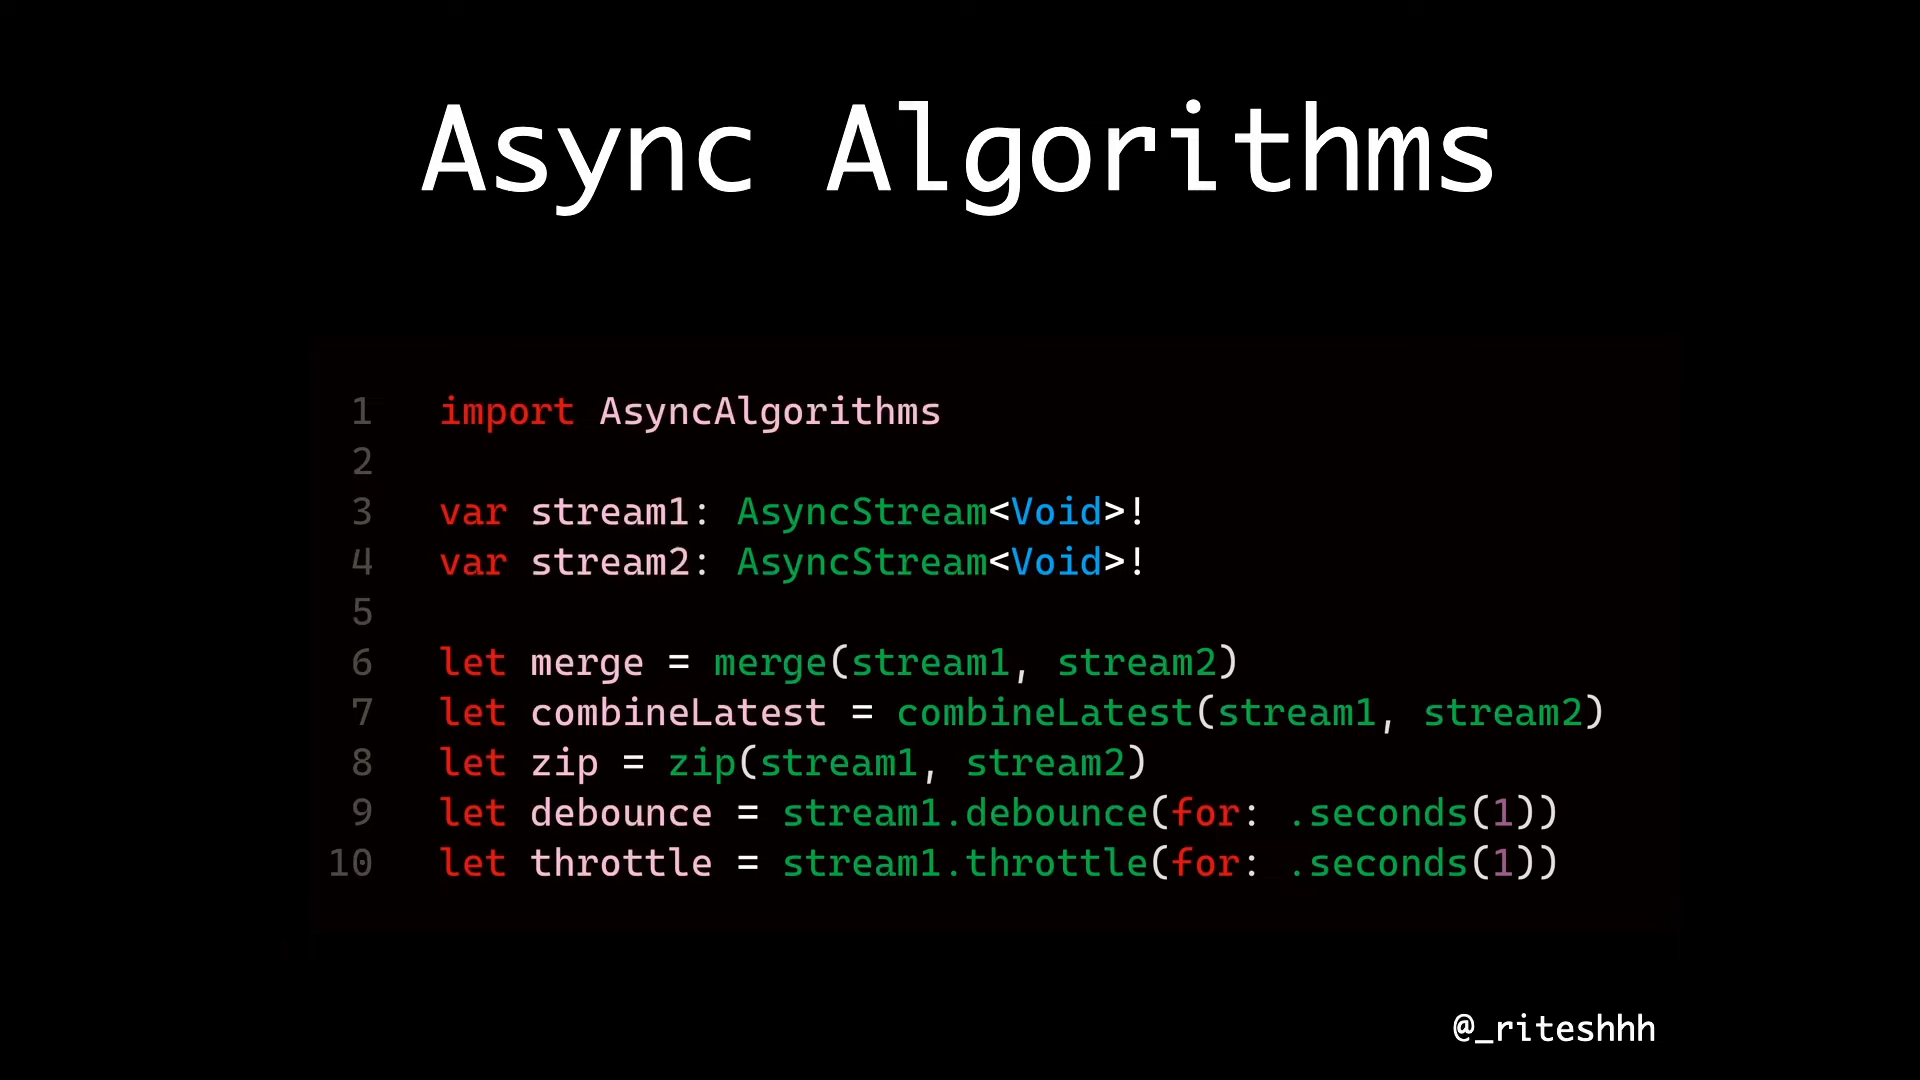 Async Algorithms
1 import AsyncAlgorithms
2
3 var stream1: AsyncStream<Void>!
4 var stream2: AsyncStream<Void>!
5
6 let merge = merge(stream1, stream2)
7 let combineLatest = combineLatest(stream1, stream2)
8 let zip = zip(stream1, stream2)
9 let debounce = stream1.debounce(for: .seconds(1))
10 let throttle = stream1.throttle(for: .seconds(1))
@_riteshhh